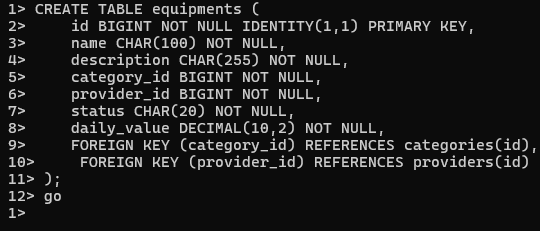 1> CREATE TABLE equipments (
2>     id BIGINT NOT NULL IDENTITY(1,1) PRIMARY KEY,
3>     name CHAR(100) NOT NULL,
4>     description CHAR(255) NOT NULL,
5>     category_id BIGINT NOT NULL,
6>     provider_id BIGINT NOT NULL,
7>     status CHAR(20) NOT NULL,
8>     daily_value DECIMAL(10,2) NOT NULL,
9>     FOREIGN KEY (category_id) REFERENCES categories(id),
10>     FOREIGN KEY (provider_id) REFERENCES providers(id)
11> );
12> go
1>